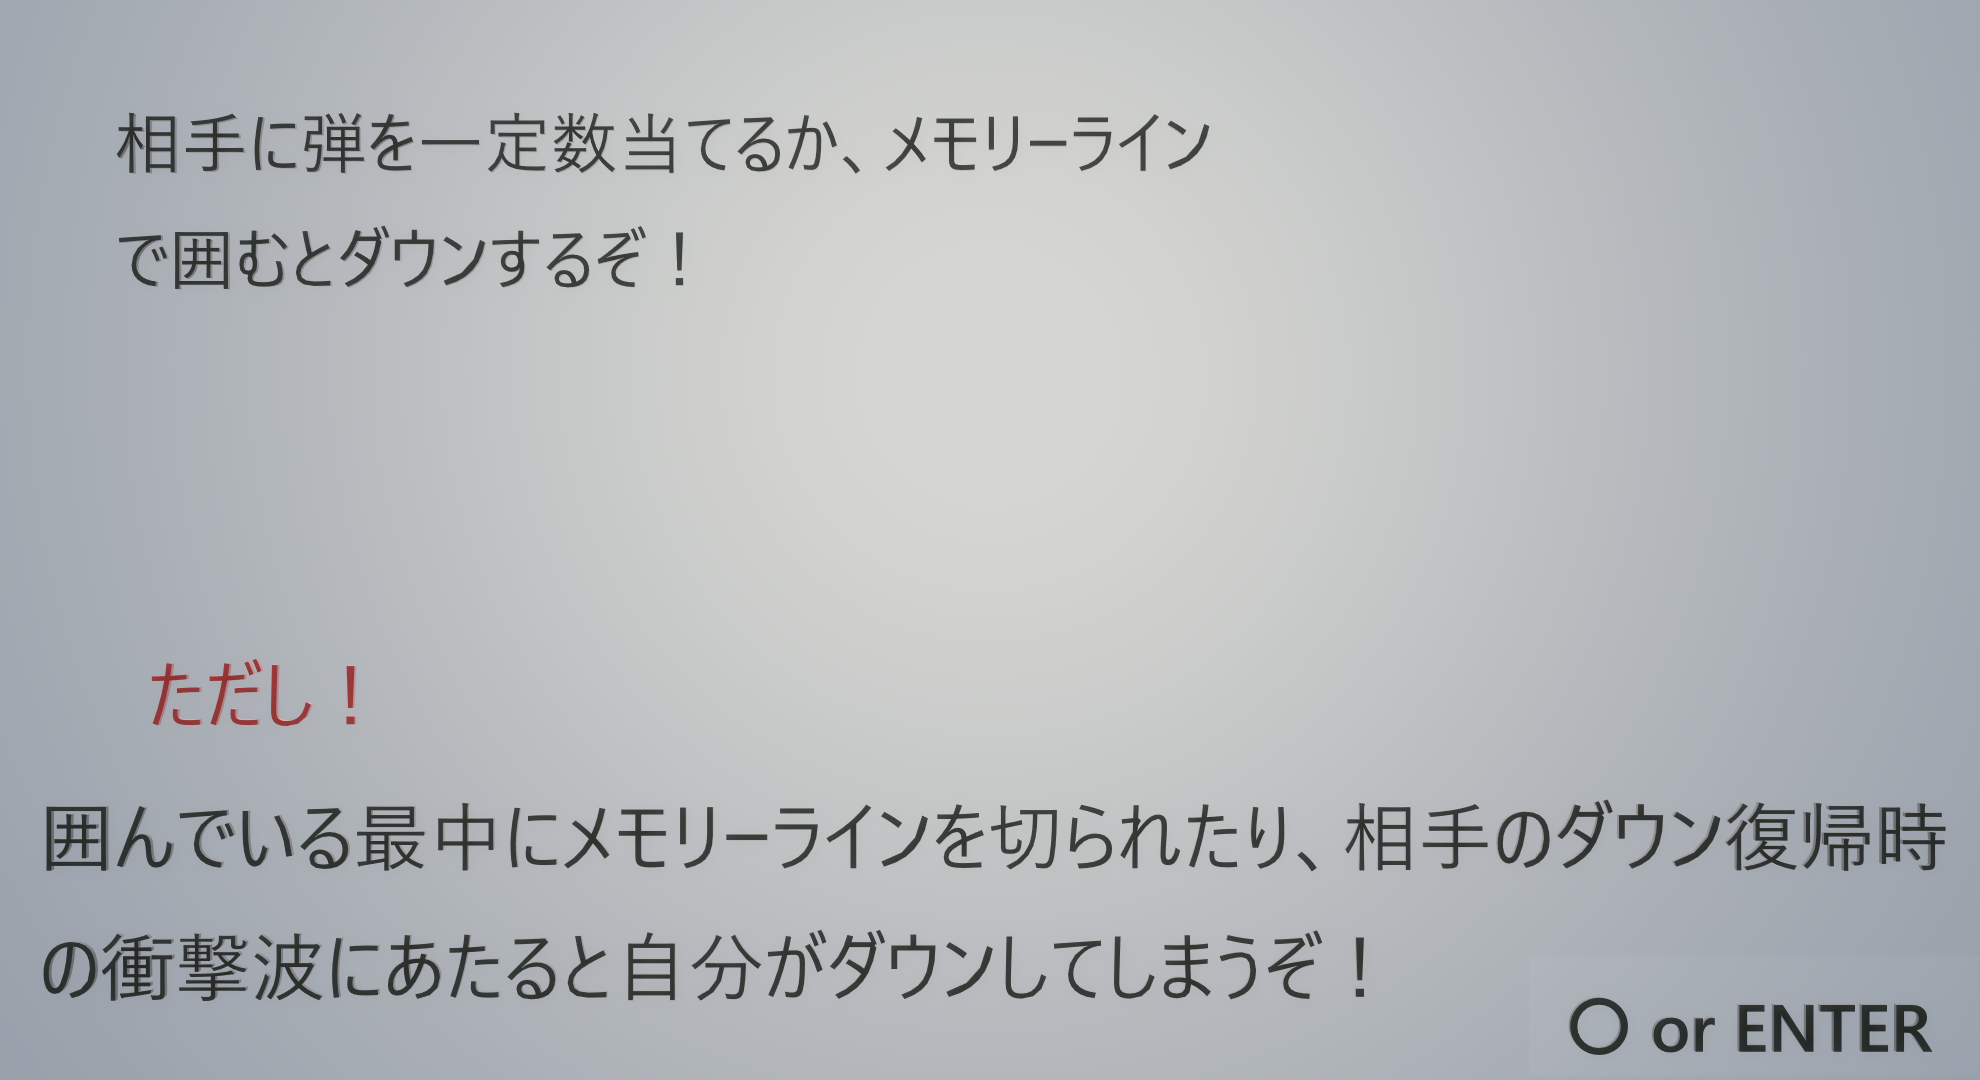 相手に弾を一定数当てるか、メモリーライン
で囲むとダウンするぞ！
ただし！
囲んでいる最中にメモリーラインを切られたり、相手のダウン復帰時
の衝撃波にあたると自分がダウンしてしまうぞ！
〇 or ENTER